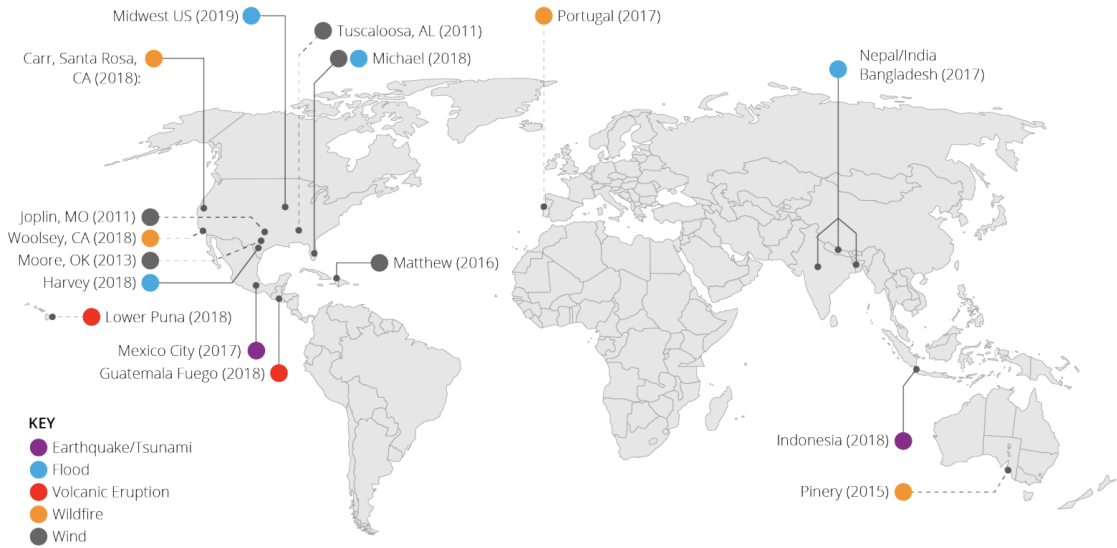 Midwest US (2019)
Portugal (2017)
Tuscaloosa, AL (2011)
Carr, Santa Rosa,
CA (2018):
Michael (2018)
Nepal/India
Bangladesh (2017)
Joplin, MO (2011)
Woolsey, CA (2018)
Moore, OK (2013)
Matthew (2016)
Harvey (2018)
Lower Puna (2018)
Mexico City (2017)
Guatemala Fuego (2018)
KEY
Earthquake/Tsunami
Flood
Volcanic Eruption
Wildfire
Wind
Indonesia (2018)
Pinery (2015)